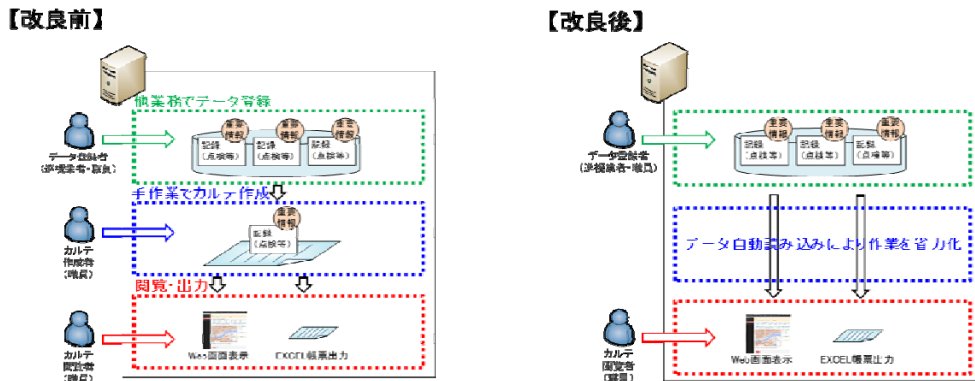 【改良前】
他業務でデータ登録
重要
情報
重要
情報
重要
情報
記録
(点検等)
記録
(点検等)
記録
(点検等)
データ登録者
(巡視業者・職員)
手作業でカルテ作成
重要
情報
記録
(点検等)
カルテ
作成者
(職員)
閲覧・出力
カルテ
閲覧者
(職員)
Web画面表示
EXCEL帳票出力
【改良後】
重要
情報
重要
情報
重要
情報
記録
(点検等)
記録
(点検等)
記録
(点検等)
データ登録者
(巡視業者・職員)
データ自動読み込みにより作業を省力化
カルテ
閲覧者
(職員)
Web画面表示
EXCEL帳票出力